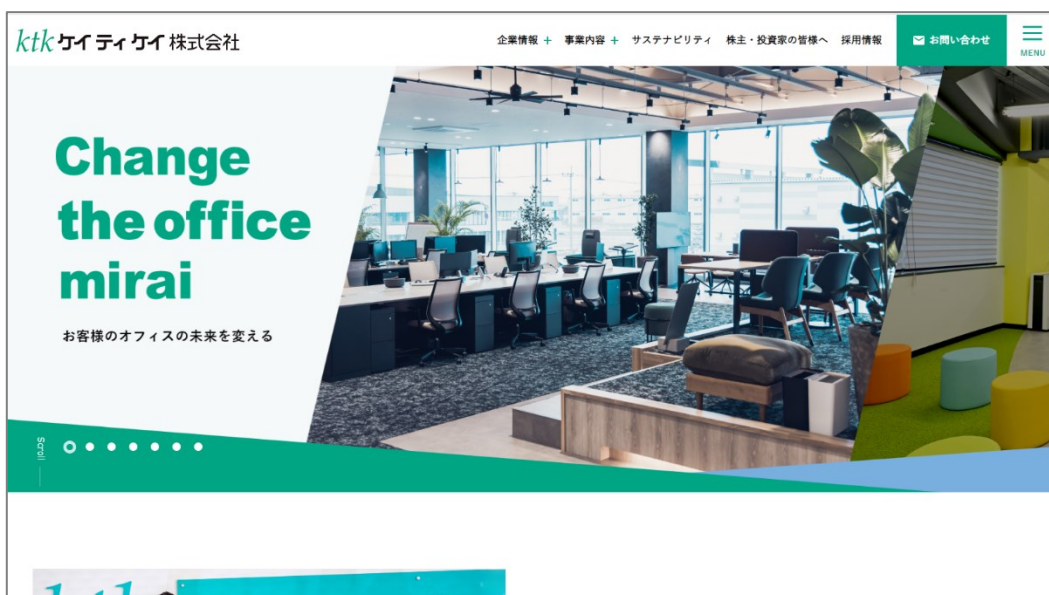 ktk ケイティケイ株式会社
企業情報 + 事業内容 + サステナビリティ 株主・投資家の皆様へ 採用情報 お問い合わせ
MENU
Change
the office
mirai
お客様のオフィスの未来を変える
Scroll
ktk